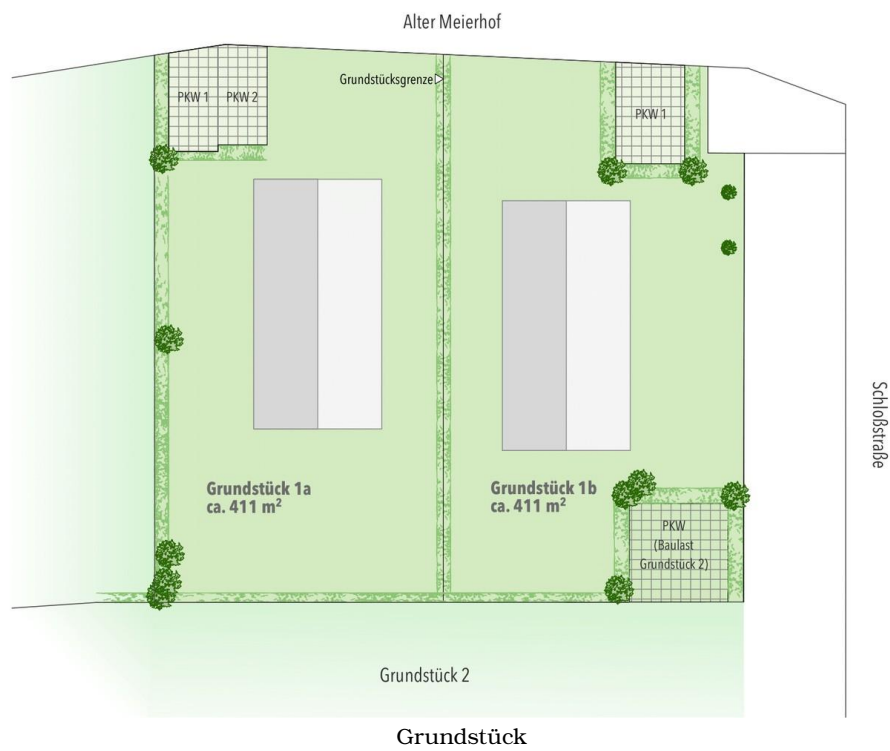 Alter Meierhof
Grundstücksgrenze
PKW 1
PKW 2
PKW 1
Schloßstraße
Grundstück 1a
ca. 411 m²
Grundstück 1b
ca. 411 m²
PKW
(Baulast
Grundstück 2)
Grundstück 2
Grundstück